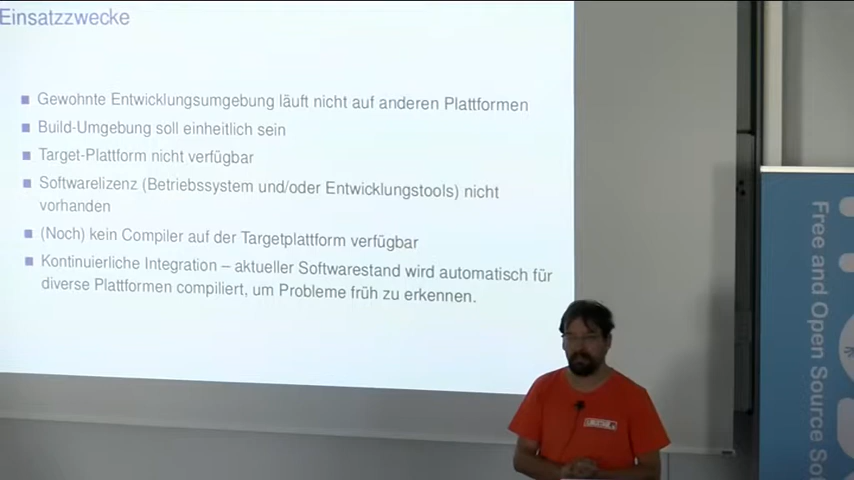 Einsatzzwecke
Gewohnte Entwicklungsumgebung läuft nicht auf anderen Plattformen
Build-Umgebung soll einheitlich sein
Target-Plattform nicht verfügbar
Softwarelizenz (Betriebssystem und/oder Entwicklungstools) nicht
vorhanden
(Noch) kein Compiler auf der Targetplattform verfügbar
Kontinuierliche Integration – aktueller Softwarestand wird automatisch für
diverse Plattformen compiliert, um Probleme früh zu erkennen.
Free and Open Source Sof